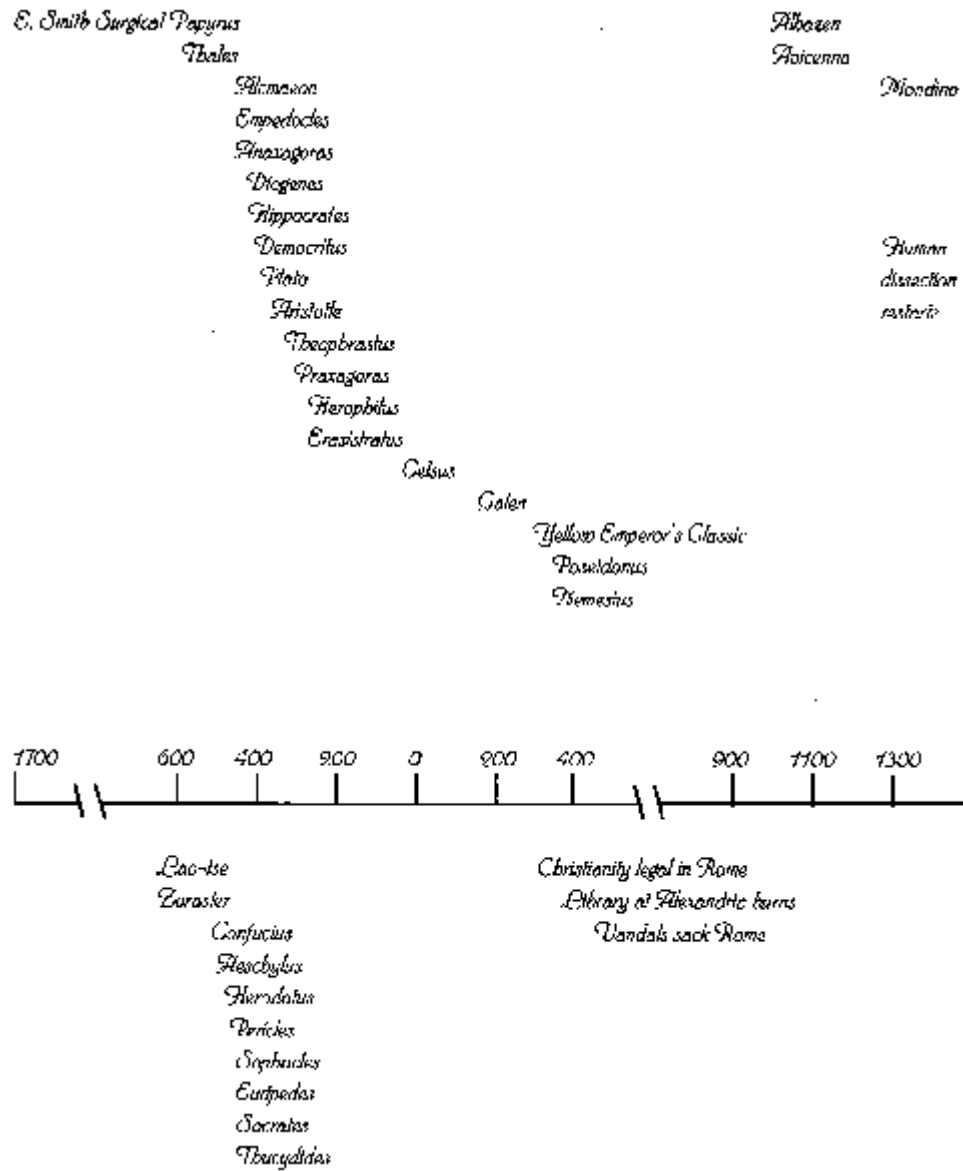 E. Smith Surgical Papyrus
Alhazen
Thales
Avicenna
Alcmaeon
Mondino
Empedocles
Anaxagoras
Diogenes
Hippocrates
Democritus
Human
Plato
dissection
Aristotle
Theophrastus
Praxagoras
Herophilus
Erasistratus
Celsus
Galen
Yellow Emperor's Classic
Poseidonus
Nemesius
1700 600 400 200 0 200 400 900 1100 1300
Lao-tse
Christianity legal in Rome
Zoraster
Library at Alexandria burns
Confucius
Vandals sack Rome
Aeschylus
Herodotus
Pericles
Sophocles
Euripedes
Socrates
Thucydides